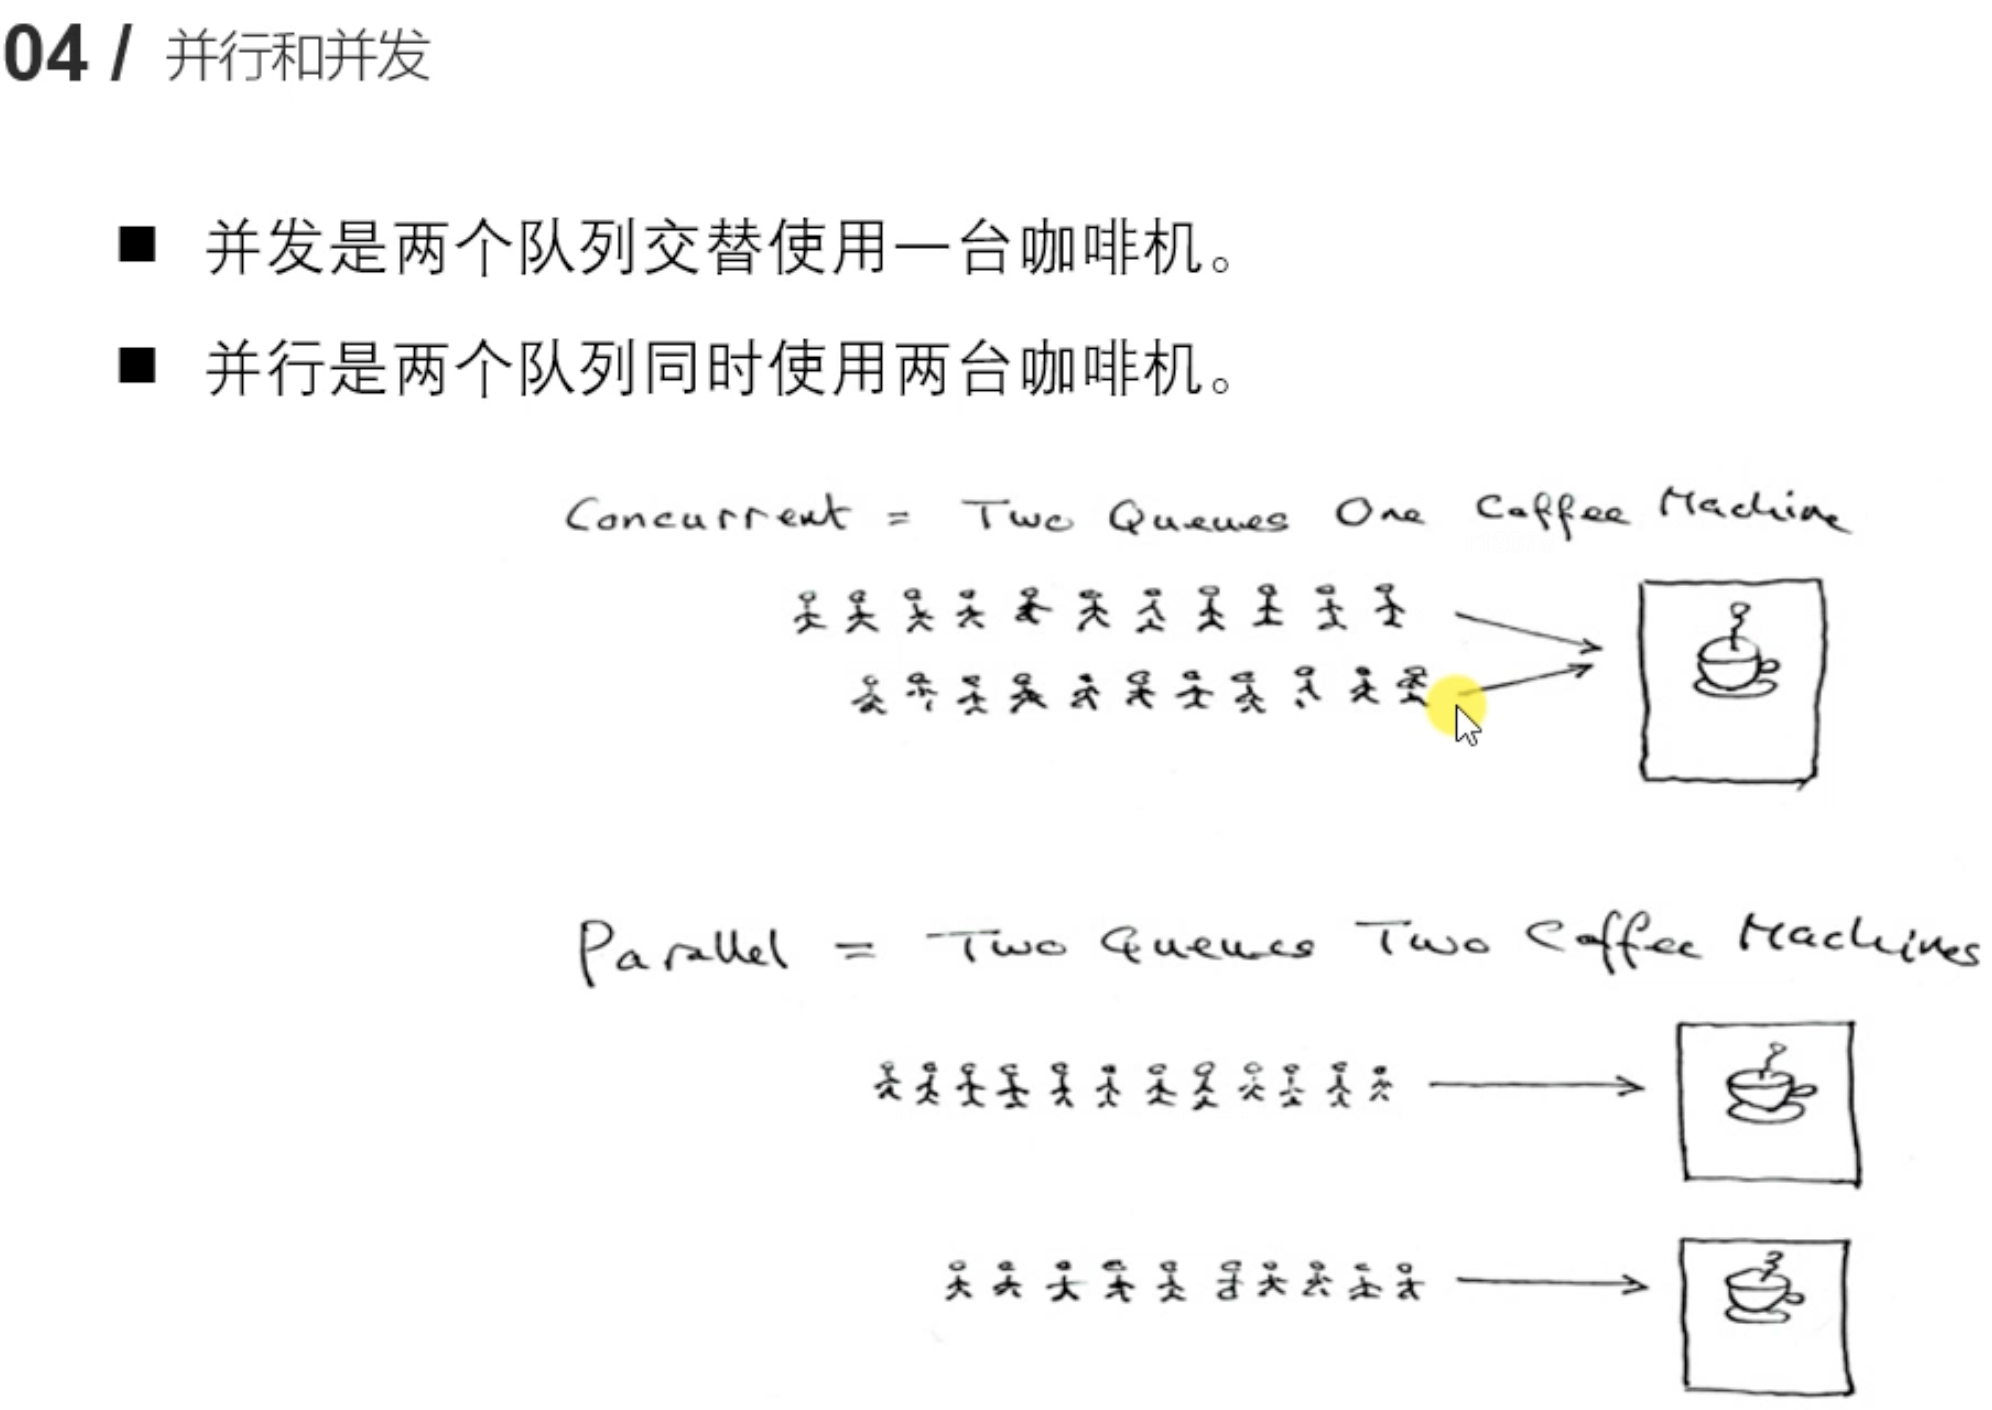 04 / 并行和并发
■ 并发是两个队列交替使用一台咖啡机。
■ 并行是两个队列同时使用两台咖啡机。
Concurrent = Two Queues One Coffee Machine
Parallel = Two Queues Two Coffee Machines